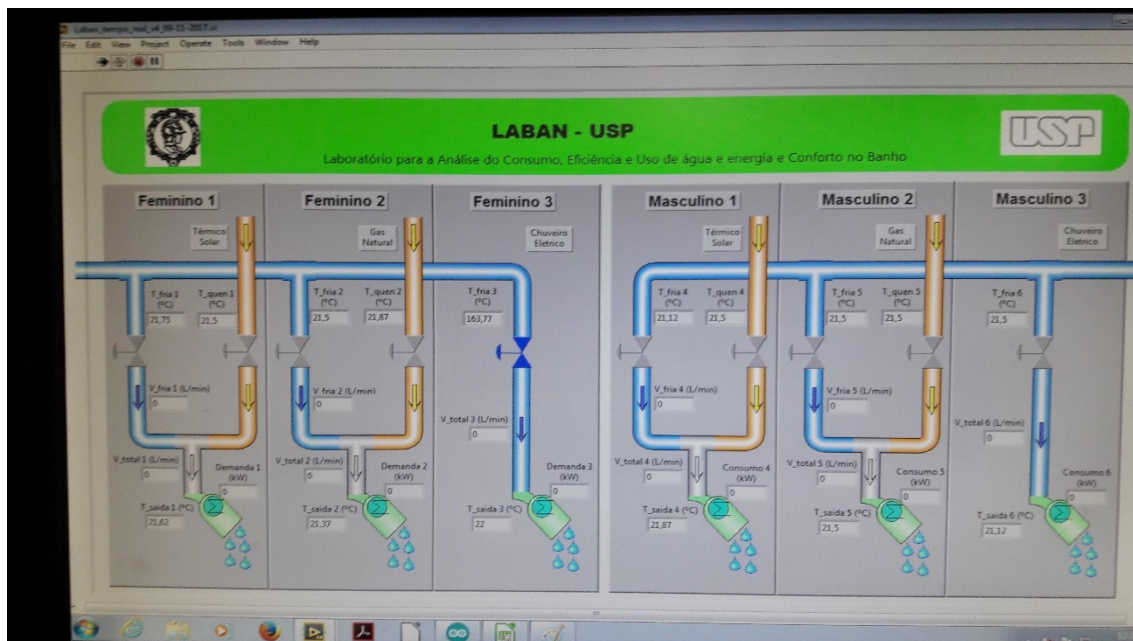 Laban_tempo_real_v4_09-11-2017.vi
File Edit View Project Operate Tools Window Help
LABAN - USP
Laboratório para a Análise do Consumo, Eficiência e Uso de água e energia e Conforto no Banho
USP
Feminino 1
Térmico
Solar
T_fria 1
(ºC)
21,75
T_quen 1
(ºC)
21,5
V_fria 1 (L/min)
0
V_total 1 (L/min)
0
Demanda 1
(kW)
0
T_saida 1 (ºC)
21,62
Feminino 2
Gas
Natural
T_fria 2
(ºC)
21,5
T_quen 2
(ºC)
21,87
V_fria 2 (L/min)
0
V_total 2 (L/min)
0
Demanda 2
(kW)
0
T_saida 2 (ºC)
21,37
Feminino 3
Chuveiro
Eletrico
T_fria 3
(ºC)
163,77
V_total 3 (L/min)
0
Demanda 3
(kW)
0
T_saida 3 (ºC)
22
Masculino 1
Térmico
Solar
T_fria 4
(ºC)
21,12
T_quen 4
(ºC)
21,5
V_fria 4 (L/min)
0
V_total 4 (L/min)
0
Consumo 4
(kW)
0
T_saida 4 (ºC)
21,87
Masculino 2
Gas
Natural
T_fria 5
(ºC)
21,5
T_quen 5
(ºC)
21,5
V_fria 5 (L/min)
0
V_total 5 (L/min)
0
Consumo 5
(kW)
0
T_saida 5 (ºC)
21,5
Masculino 3
Chuveiro
Eletrico
T_fria 6
(ºC)
21,5
V_total 6 (L/min)
0
Consumo 6
(kW)
0
T_saida 6 (ºC)
21,12